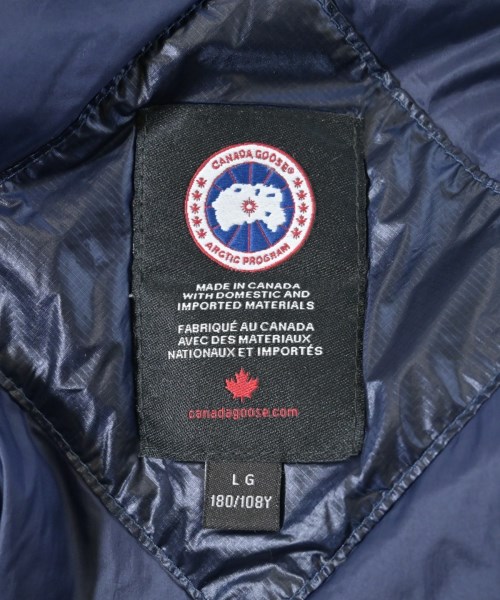 CANADA GOOSE®
ARCTIC PROGRAM
MADE IN CANADA
WITH DOMESTIC AND
IMPORTED MATERIALS
FABRIQUÉ AU CANADA
AVEC DES MATERIAUX
NATIONAUX ET IMPORTÉS
canadagoose.com
LG
180/108Y